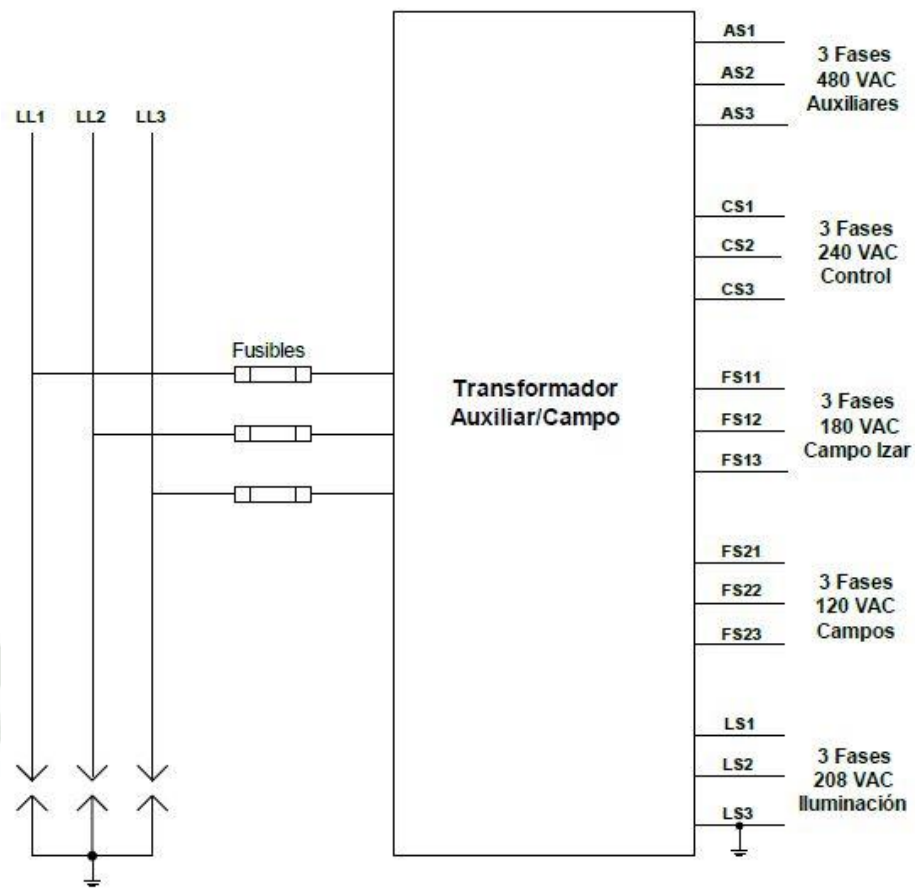 LL1 LL2 LL3
Fusibles
Transformador
Auxiliar/Campo
AS1
AS2
AS3
3 Fases
480 VAC
Auxiliares
CS1
CS2
CS3
3 Fases
240 VAC
Control
FS11
FS12
FS13
3 Fases
180 VAC
Campo Izar
FS21
FS22
FS23
3 Fases
120 VAC
Campos
LS1
LS2
LS3
3 Fases
208 VAC
Iluminación